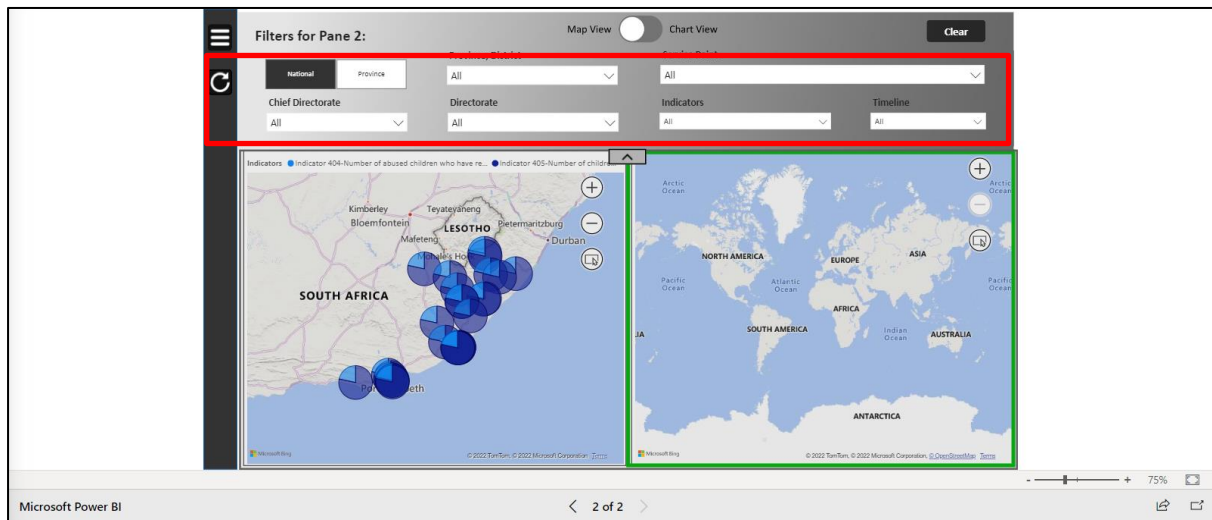 Filters for Pane 2:
Map View Chart View
Clear
National Province
All
All
Chief Directorate Directorate Indicators Timeline
All All All All
Indicators Indicator 404-Number of abused children who have re... Indicator 405-Number of childre...
Kimberley
Teyateyaneng
Bloemfontein
LESOTHO
Pietermaritzburg
Mafeteng
Durban
Mohale's Ho
SOUTH AFRICA
Po eth
Microsoft Bing
© 2022 TomTom, © 2022 Microsoft Corporation Terms
Arctic
Ocean
Arctic
Ocean
NORTH AMERICA
EUROPE
ASIA
Pacific
Ocean
Atlantic
Ocean
Pacific
Ocean
AFRICA
SOUTH AMERICA
Indian
Ocean
AUSTRALIA
IA
ANTARCTICA
Microsoft Bing
© 2022 TomTom, © 2022 Microsoft Corporation, © OpenStreetMap Terms
- + 75%
Microsoft Power BI
2 of 2